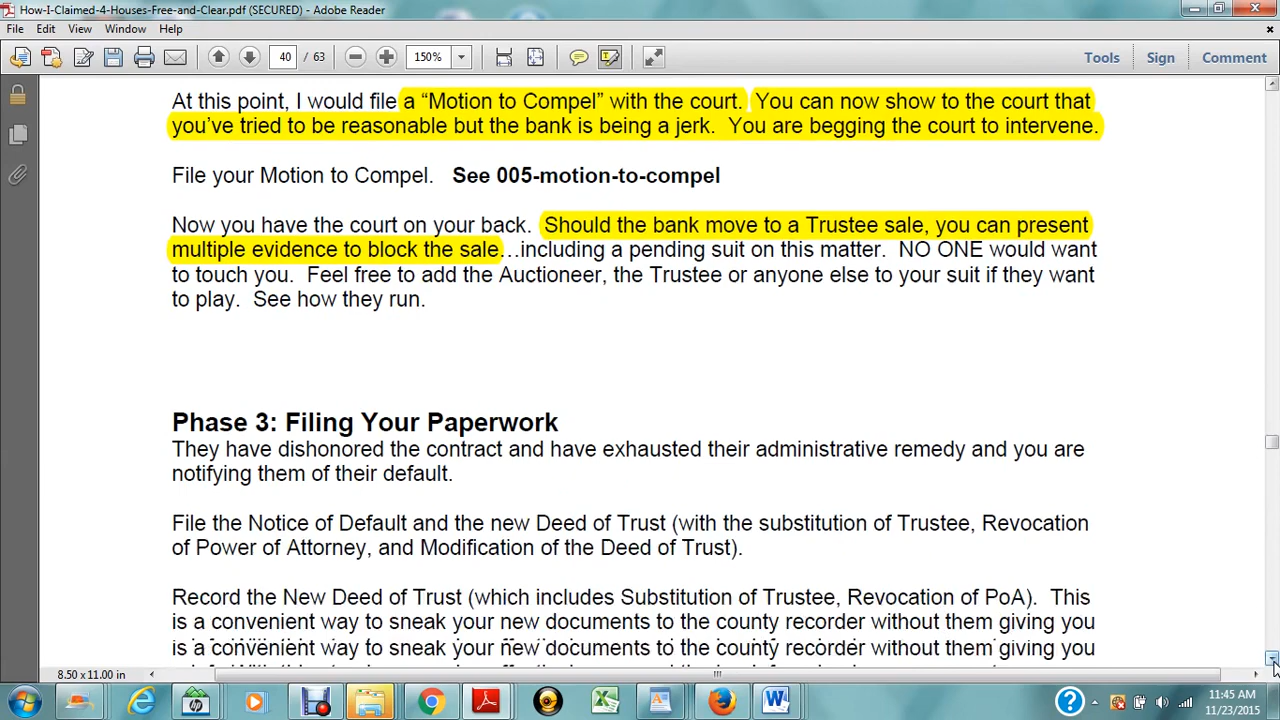 How-I-Claimed-4-Houses-Free-and-Clear.pdf (SECURED) - Adobe Reader
File Edit View Window Help
40 / 63 150% Tools Sign Comment
At this point, I would file a “Motion to Compel” with the court. You can now show to the court that
you’ve tried to be reasonable but the bank is being a jerk. You are begging the court to intervene.
File your Motion to Compel. See 005-motion-to-compel
Now you have the court on your back. Should the bank move to a Trustee sale, you can present
multiple evidence to block the sale…including a pending suit on this matter. NO ONE would want
to touch you. Feel free to add the Auctioneer, the Trustee or anyone else to your suit if they want
to play. See how they run.
Phase 3: Filing Your Paperwork
They have dishonored the contract and have exhausted their administrative remedy and you are
notifying them of their default.
File the Notice of Default and the new Deed of Trust (with the substitution of Trustee, Revocation
of Power of Attorney, and Modification of the Deed of Trust).
Record the New Deed of Trust (which includes Substitution of Trustee, Revocation of PoA). This
is a convenient way to sneak your new documents to the county recorder without them giving you
is a convenient way to sneak your new documents to the county recorder without them giving you
8.50 x 11.00 in
11:45 AM
11/23/2015